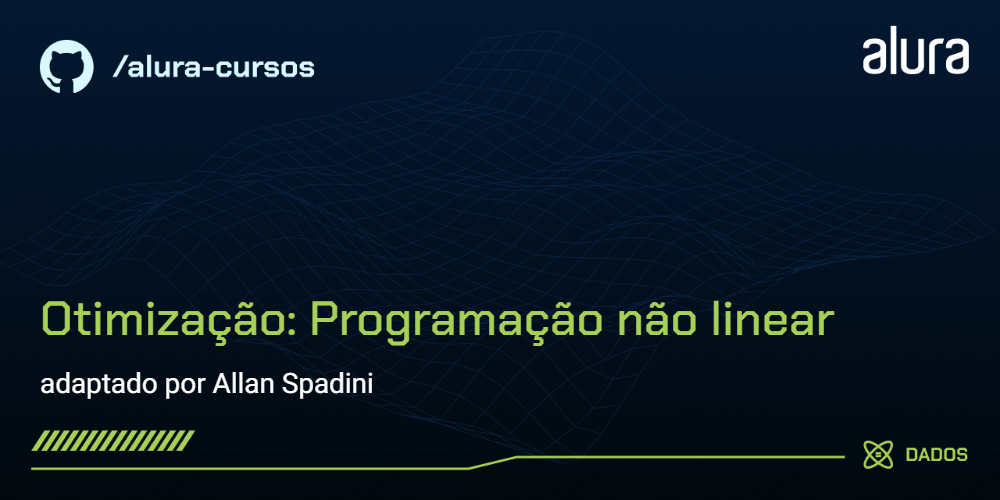 /alura-cursos
alura
Otimização: Programação não linear
adaptado por Allan Spadini
DADOS